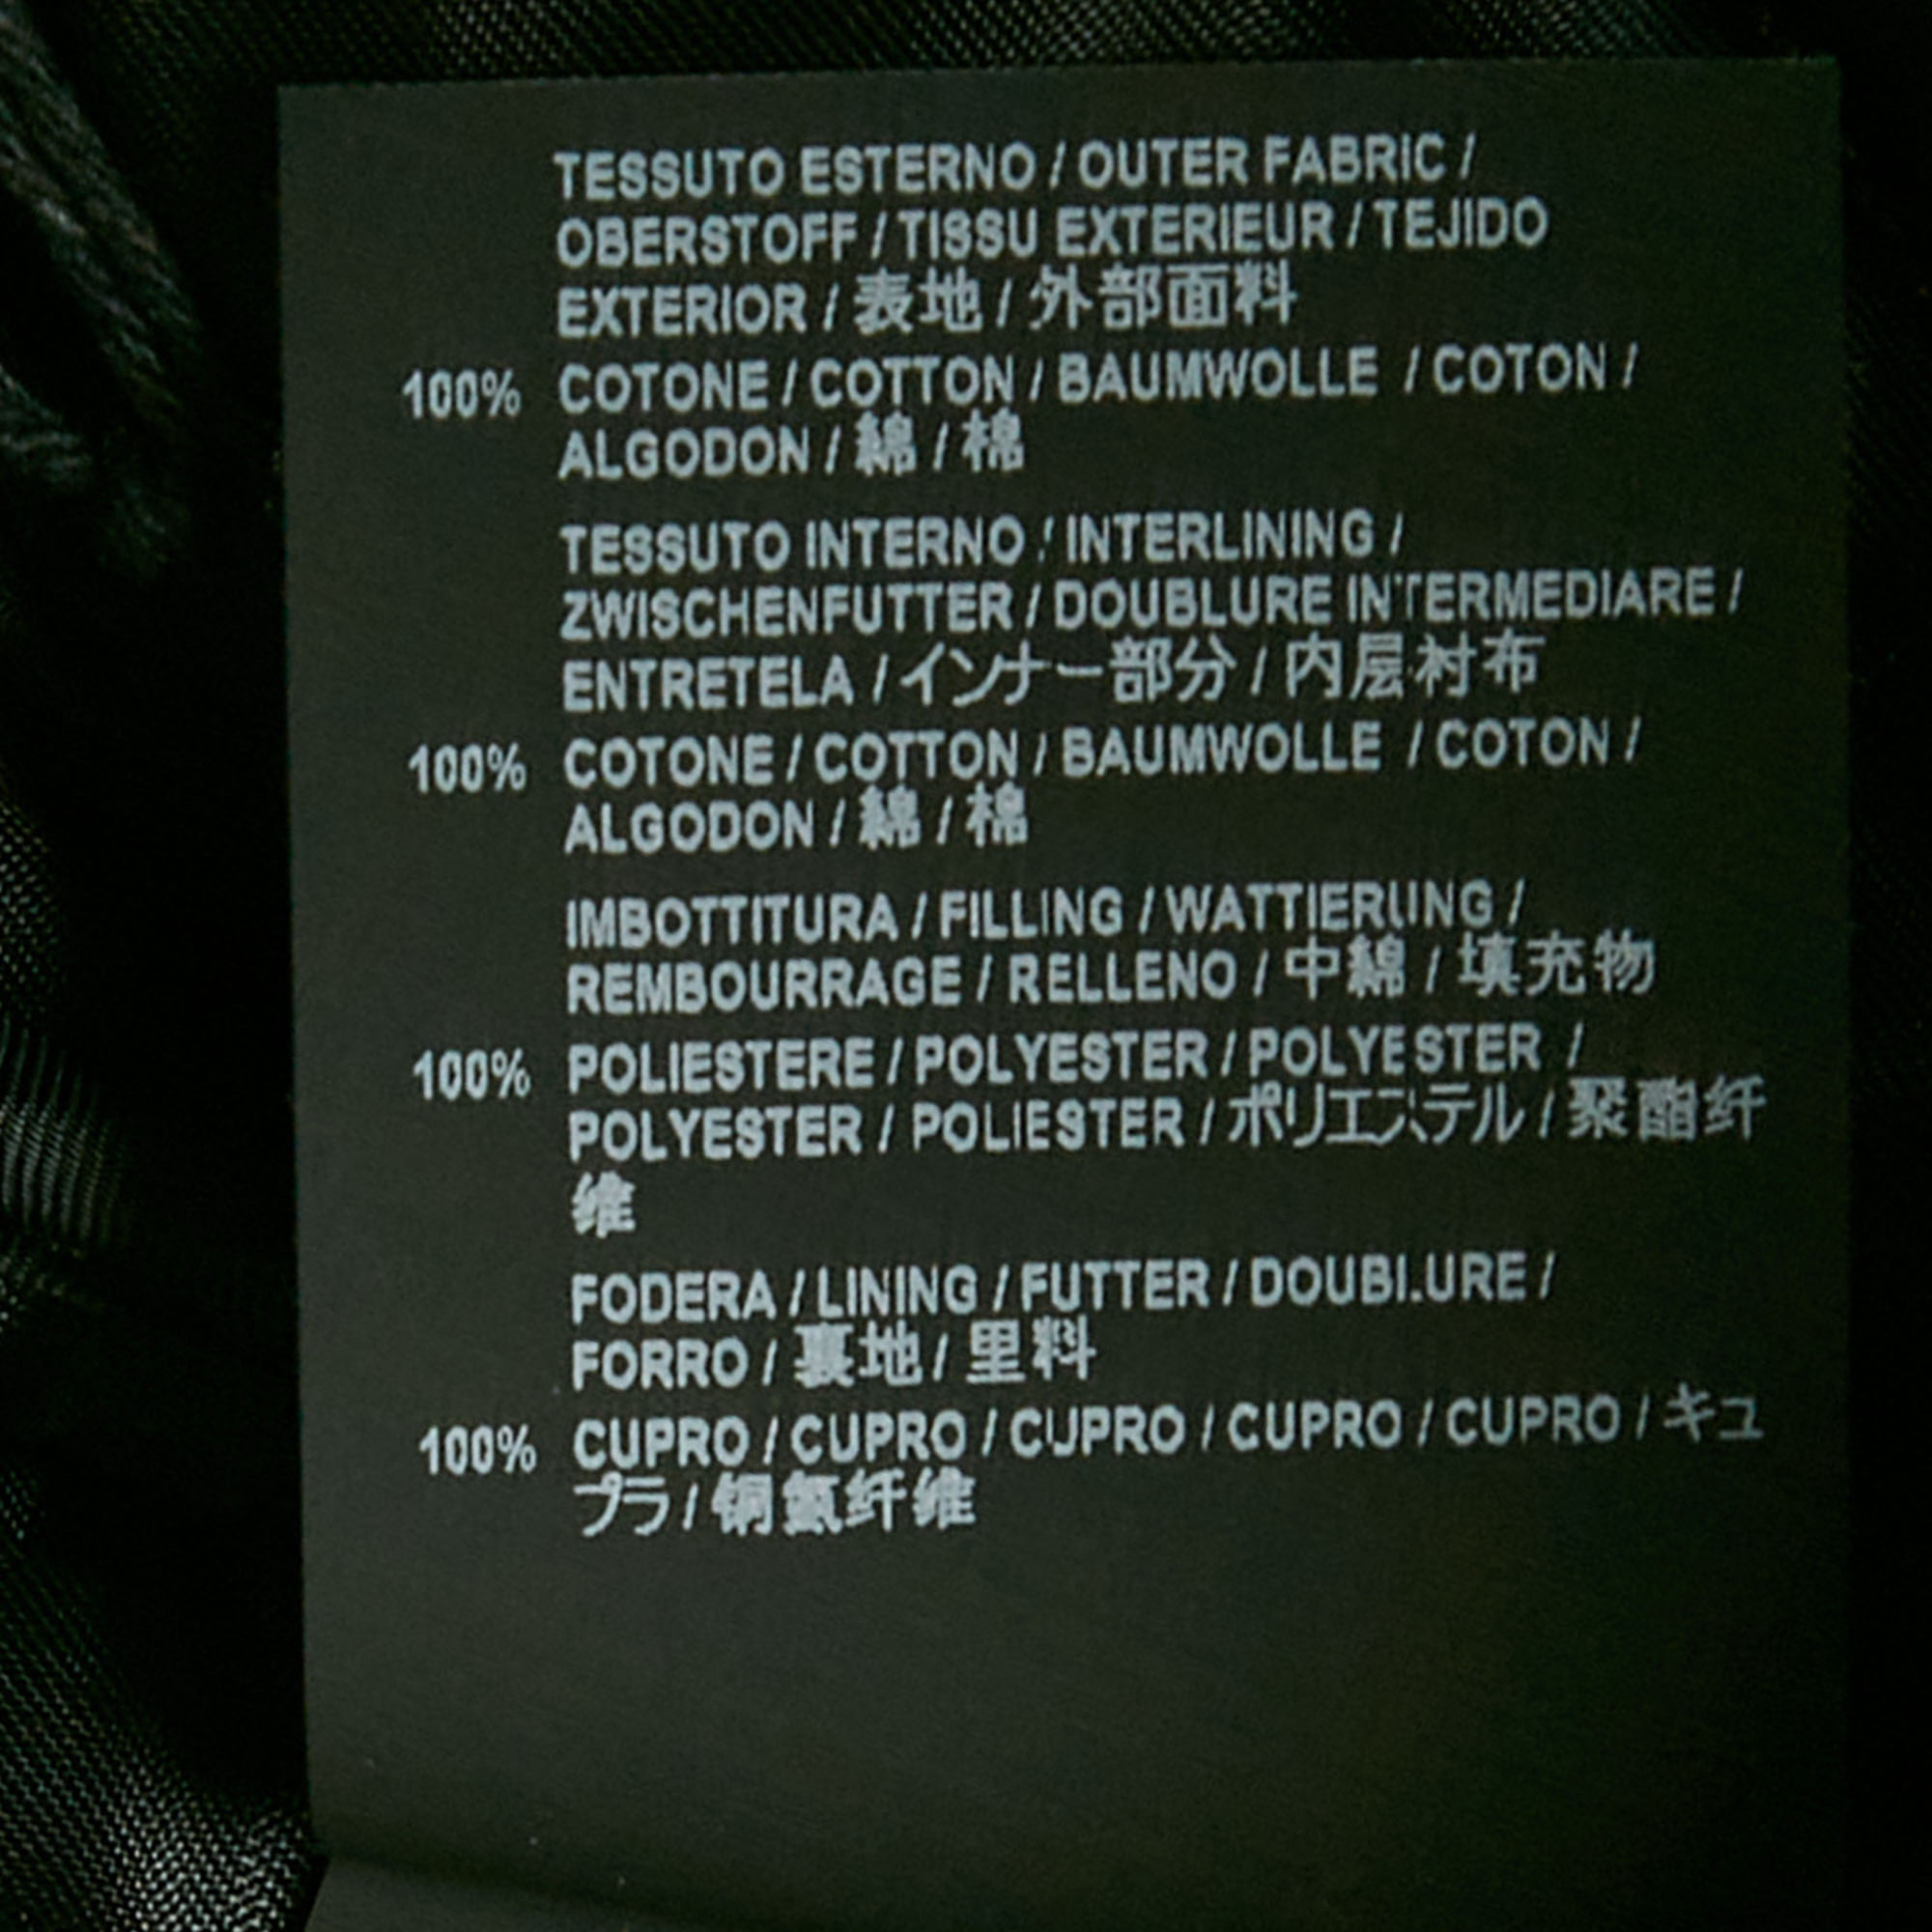 TESSUTO ESTERNO / OUTER FABRIC /
OBERSTOFF / TISSU EXTERIEUR / TEJIDO
EXTERIOR / 表地 / 外部面料
100% COTONE / COTTON / BAUMWOLLE / COTON /
ALGODON / 綿 / 棉
TESSUTO INTERNO / INTERLINING /
ZWISCHENFUTTER / DOUBLURE INTERMEDIARE /
ENTRETELA / インナー部分 / 内层衬布
100% COTONE / COTTON / BAUMWOLLE / COTON /
ALGODON / 綿 / 棉
IMBOTTITURA / FILLING / WATTIERUNG /
REMBOURRAGE / RELLENO / 中綿 / 填充物
100% POLIESTERE / POLYESTER / POLYESTER /
POLYESTER / POLIESTER / ポリエステル / 聚酯纤
维
FODERA / LINING / FUTTER / DOUBLURE /
FORRO / 裏地 / 里料
100% CUPRO / CUPRO / CUPRO / CUPRO / CUPRO / キュ
プラ / 铜氨纤维